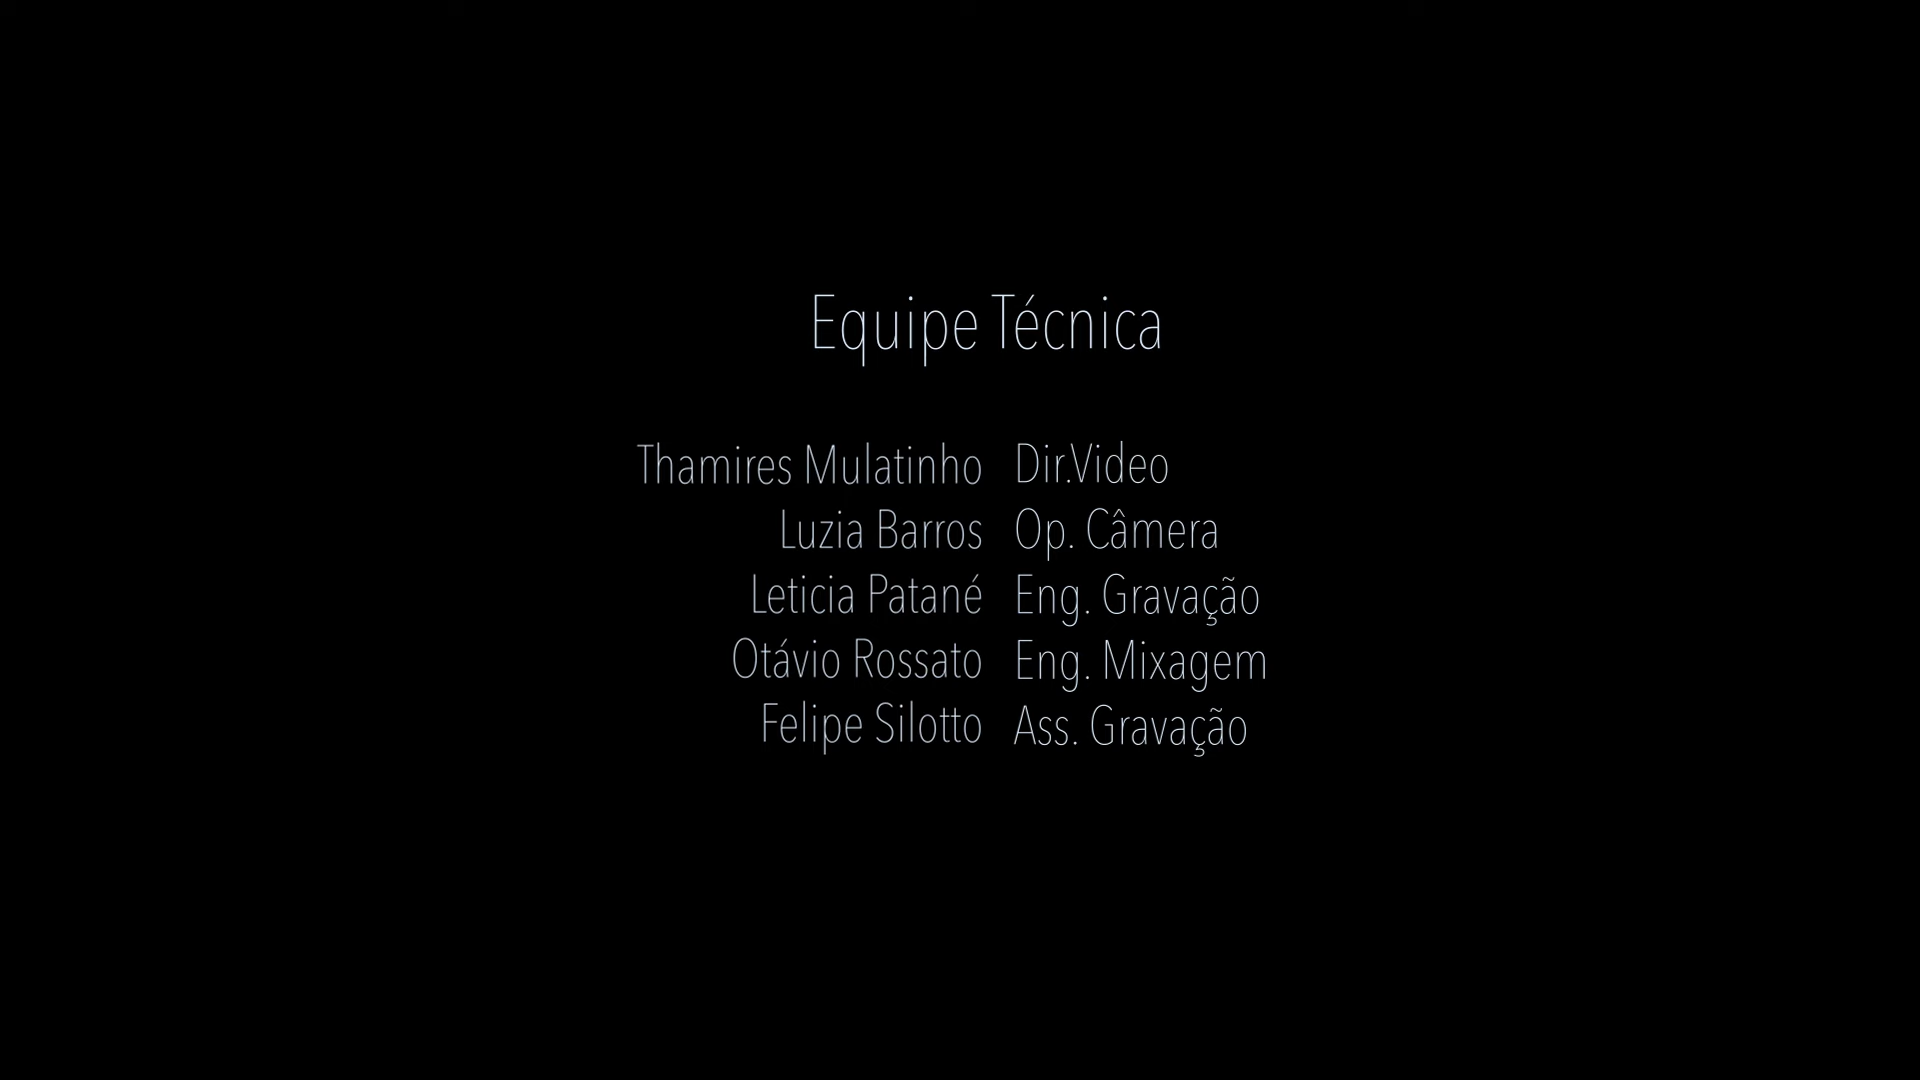 Equipe Técnica
Thamires Mulatinho Dir.Video
Luzia Barros Op. Câmera
Leticia Patané Eng. Gravação
Otávio Rossato Eng. Mixagem
Felipe Silotto Ass. Gravação